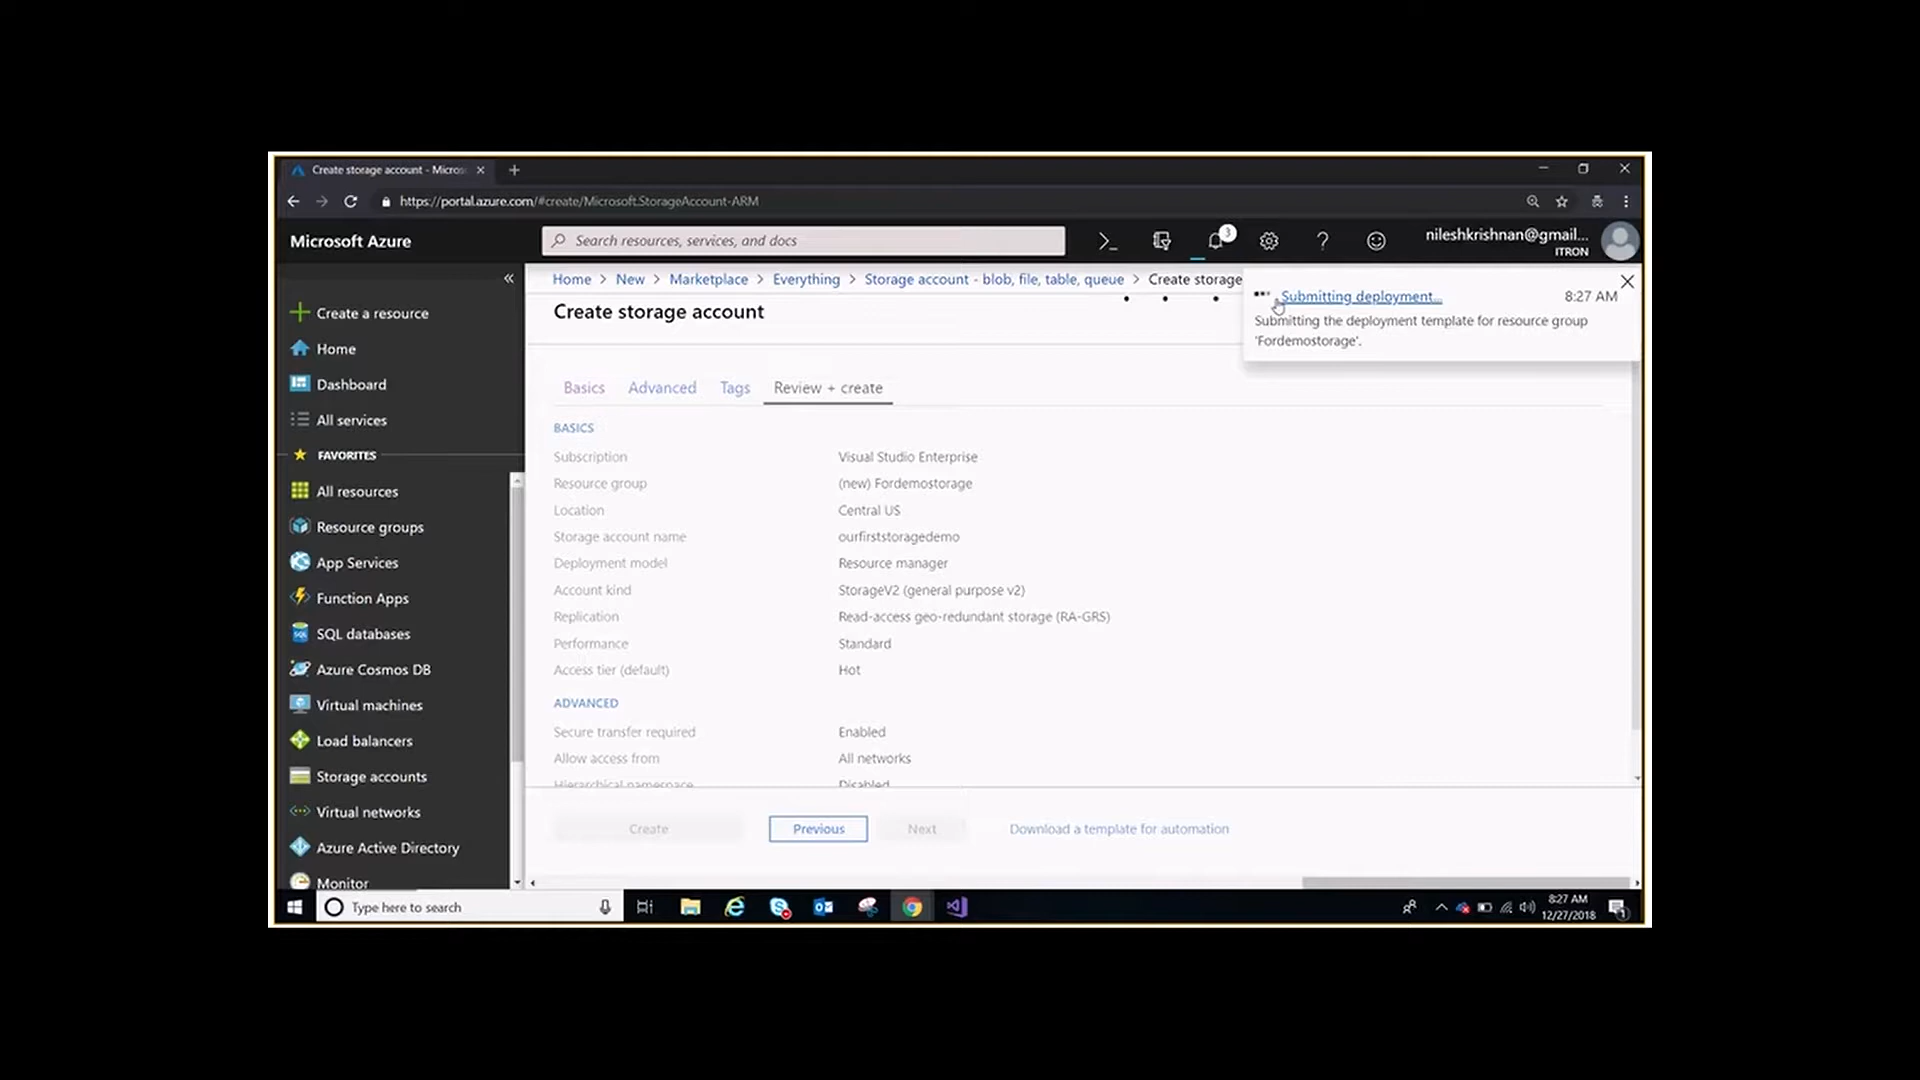 Create storage account - Micros
https://portal.azure.com/#create/Microsoft.StorageAccount-ARM
Microsoft Azure
Search resources, services, and docs
3
nileshkrishnan@gmail...
ITRON
Home > New > Marketplace > Everything > Storage account - blob, file, table, queue > Create storage
Submitting deployment...
8:27 AM
Submitting the deployment template for resource group
'Fordemostorage'.
Create storage account
Create a resource
Home
Dashboard
All services
FAVORITES
All resources
Resource groups
App Services
Function Apps
SQL databases
Azure Cosmos DB
Virtual machines
Load balancers
Storage accounts
Virtual networks
Azure Active Directory
Monitor
Basics Advanced Tags Review + create
BASICS
Subscription Visual Studio Enterprise
Resource group (new) Fordemostorage
Location Central US
Storage account name ourfirststoragedemo
Deployment model Resource manager
Account kind StorageV2 (general purpose v2)
Replication Read-access geo-redundant storage (RA-GRS)
Performance Standard
Access tier (default) Hot
ADVANCED
Secure transfer required Enabled
Allow access from All networks
Hierarchical namespace Disabled
Create Previous Next Download a template for automation
Type here to search
8:27 AM
12/27/2018
1